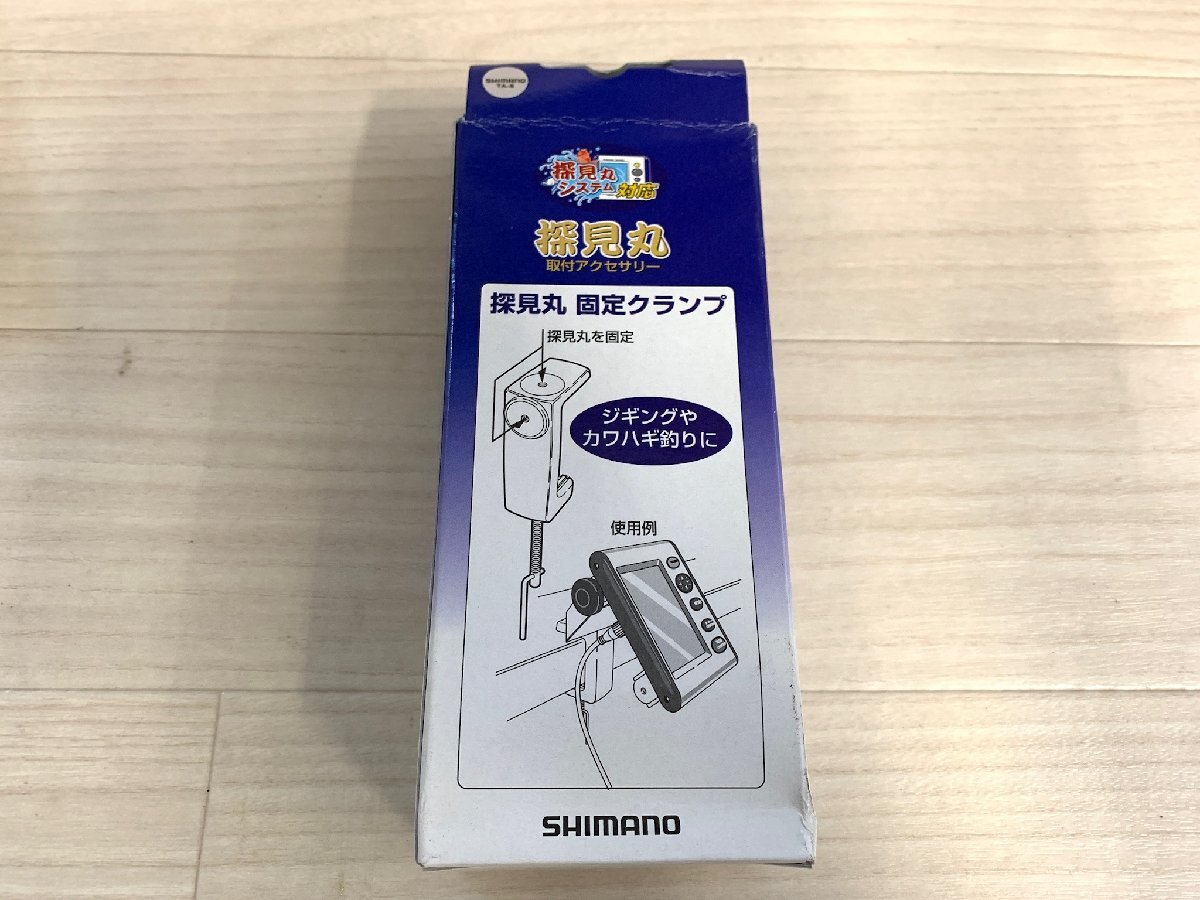 SHIMANO
探見丸
システム対応
探見丸
取付アクセサリー
探見丸 固定クランプ
探見丸を固定
ジギングや
カワハギ釣りに
使用例
SHIMANO